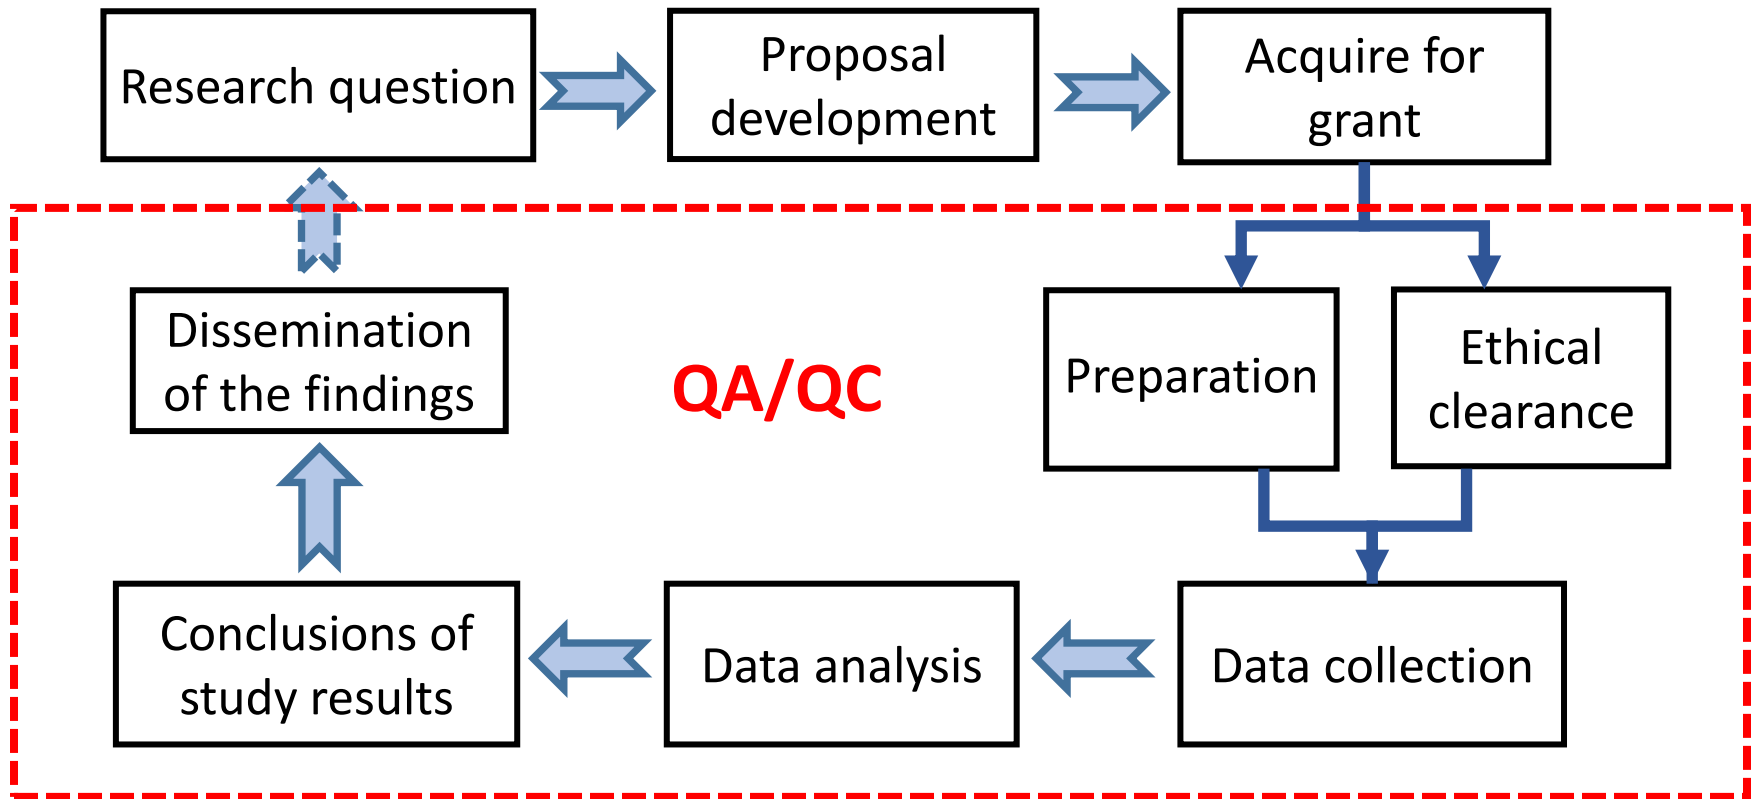 Research question
Proposal
development
Acquire for
grant
Dissemination
of the findings
QA/QC
Preparation
Ethical
clearance
Conclusions of
study results
Data analysis
Data collection